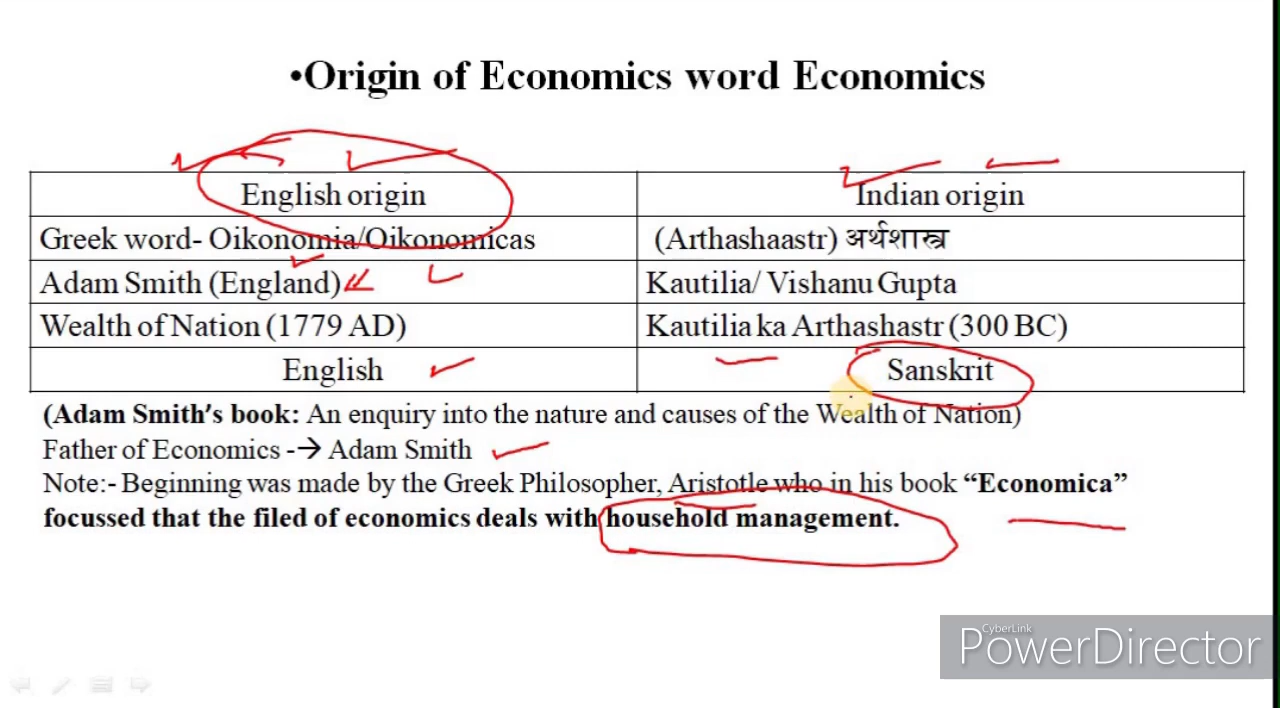 •Origin of Economics word Economics
English origin
Indian origin
Greek word- Oikonomia/Oikonomicas
(Arthashaastr) अर्थशास्त्र
Adam Smith (England)
Kautilia/ Vishanu Gupta
Wealth of Nation (1779 AD)
Kautilia ka Arthashastr (300 BC)
English
Sanskrit
(Adam Smith's book: An enquiry into the nature and causes of the Wealth of Nation)
Father of Economics -→ Adam Smith
Note:- Beginning was made by the Greek Philosopher, Aristotle who in his book “Economica”
focussed that the filed of economics deals with household management.
CyberLink
PowerDirector